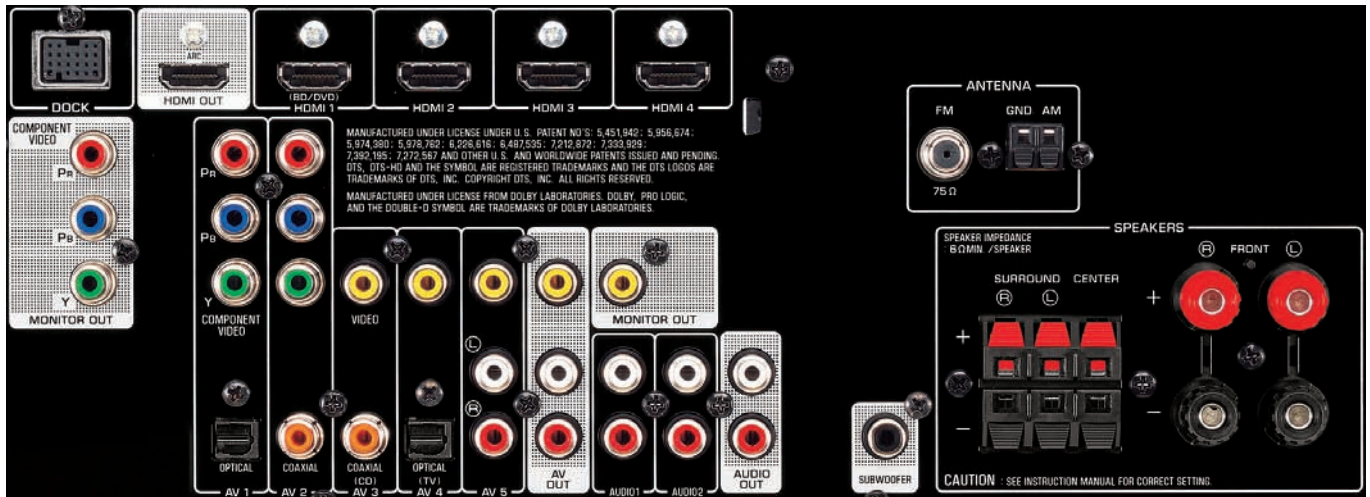 ARC
DOCK
HDMI OUT
(BD/DVD)
HDMI 1
HDMI 2
HDMI 3
HDMI 4
COMPONENT
VIDEO
PR
PB
Y
MONITOR OUT
PR
PB
Y
COMPONENT
VIDEO
MANUFACTURED UNDER LICENSE UNDER U.S. PATENT NO'S: 5,451,942; 5,956,674;
5,974,380; 5,978,762; 6,226,616; 6,487,535; 7,212,872; 7,333,929;
7,392,195; 7,272,567 AND OTHER U.S. AND WORLDWIDE PATENTS ISSUED AND PENDING.
DTS, DTS-HD AND THE SYMBOL ARE REGISTERED TRADEMARKS AND THE DTS LOGOS ARE
TRADEMARKS OF DTS, INC. COPYRIGHT DTS, INC. ALL RIGHTS RESERVED.
MANUFACTURED UNDER LICENSE FROM DOLBY LABORATORIES. DOLBY, PRO LOGIC,
AND THE DOUBLE-D SYMBOL ARE TRADEMARKS OF DOLBY LABORATORIES.
VIDEO
MONITOR OUT
L
R
OPTICAL
COAXIAL
COAXIAL
(CD)
OPTICAL
(TV)
AV 1
AV 2
AV 3
AV 4
AV 5
AV
OUT
AUDIO1
AUDIO2
AUDIO
OUT
ANTENNA
FM
GND AM
75Ω
SUBWOOFER
SPEAKERS
SPEAKER IMPEDANCE
: 6ΩMIN. /SPEAKER
R FRONT L
SURROUND CENTER
R L
+
–
+
–
CAUTION : SEE INSTRUCTION MANUAL FOR CORRECT SETTING.